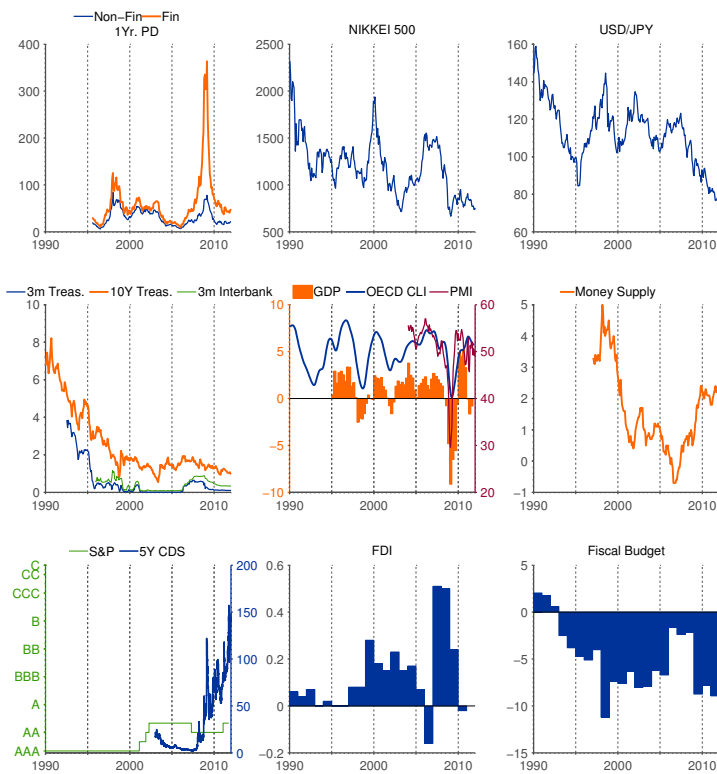 Non−Fin Fin
1Yr. PD
400
300
200
100
0
1990 2000 2010
NIKKEI 500
2500
2200
1900
1600
1300
1000
500
1990 2000 2010
USD/JPY
160
140
120
100
80
60
1990 2000 2010
3m Treas. 10Y Treas. 3m Interbank
10
8
6
4
2
0
1990 2000 2010
GDP OECD CLI PMI
10 60
5 50
0 40
−5 30
−10 20
1990 2000 2010
Money Supply
5
4
3
2
1
0
−1
1990 2000 2010
S&P 5Y CDS
C 200
CC
CCC
150
B
BB
100
BBB
A 50
AA
AAA 0
1990 2000 2010
FDI
0.6
0.4
0.2
0
−0.2
1990 2000 2010
Fiscal Budget
5
0
−5
−10
−15
1990 2000 2010